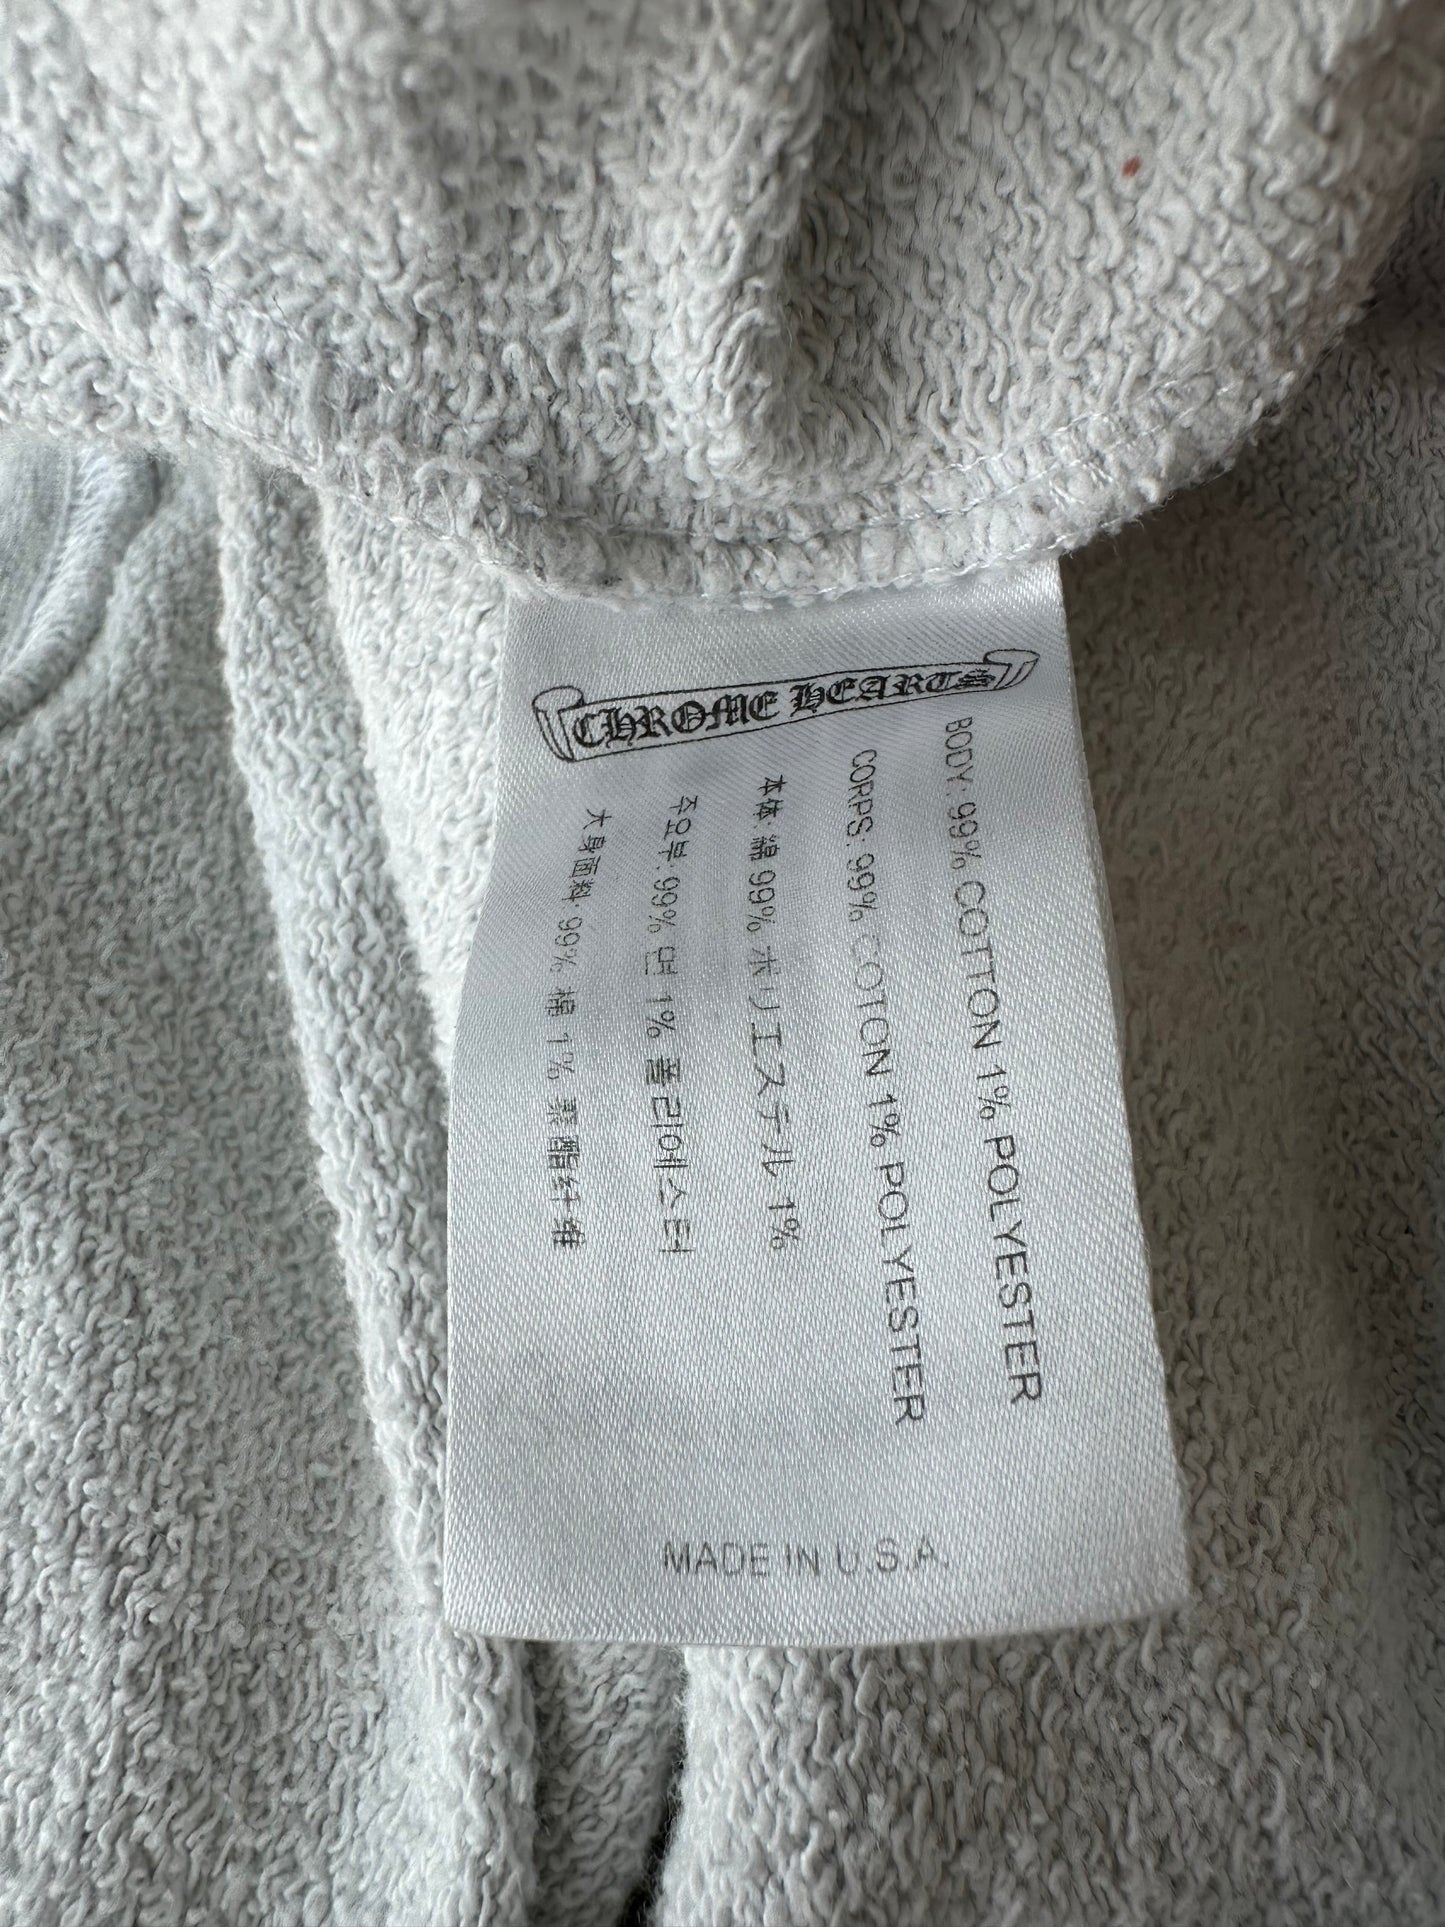 CHROME HEARTS
BODY: 99% COTTON 1% POLYESTER
CORPS: 99% COTON 1% POLYESTER
本体: 綿 99% ポリエステル 1%
주요부: 99% 면 1% 폴리에스터
大身面料: 99% 棉 1% 聚酯纤维
MADE IN U.S.A.